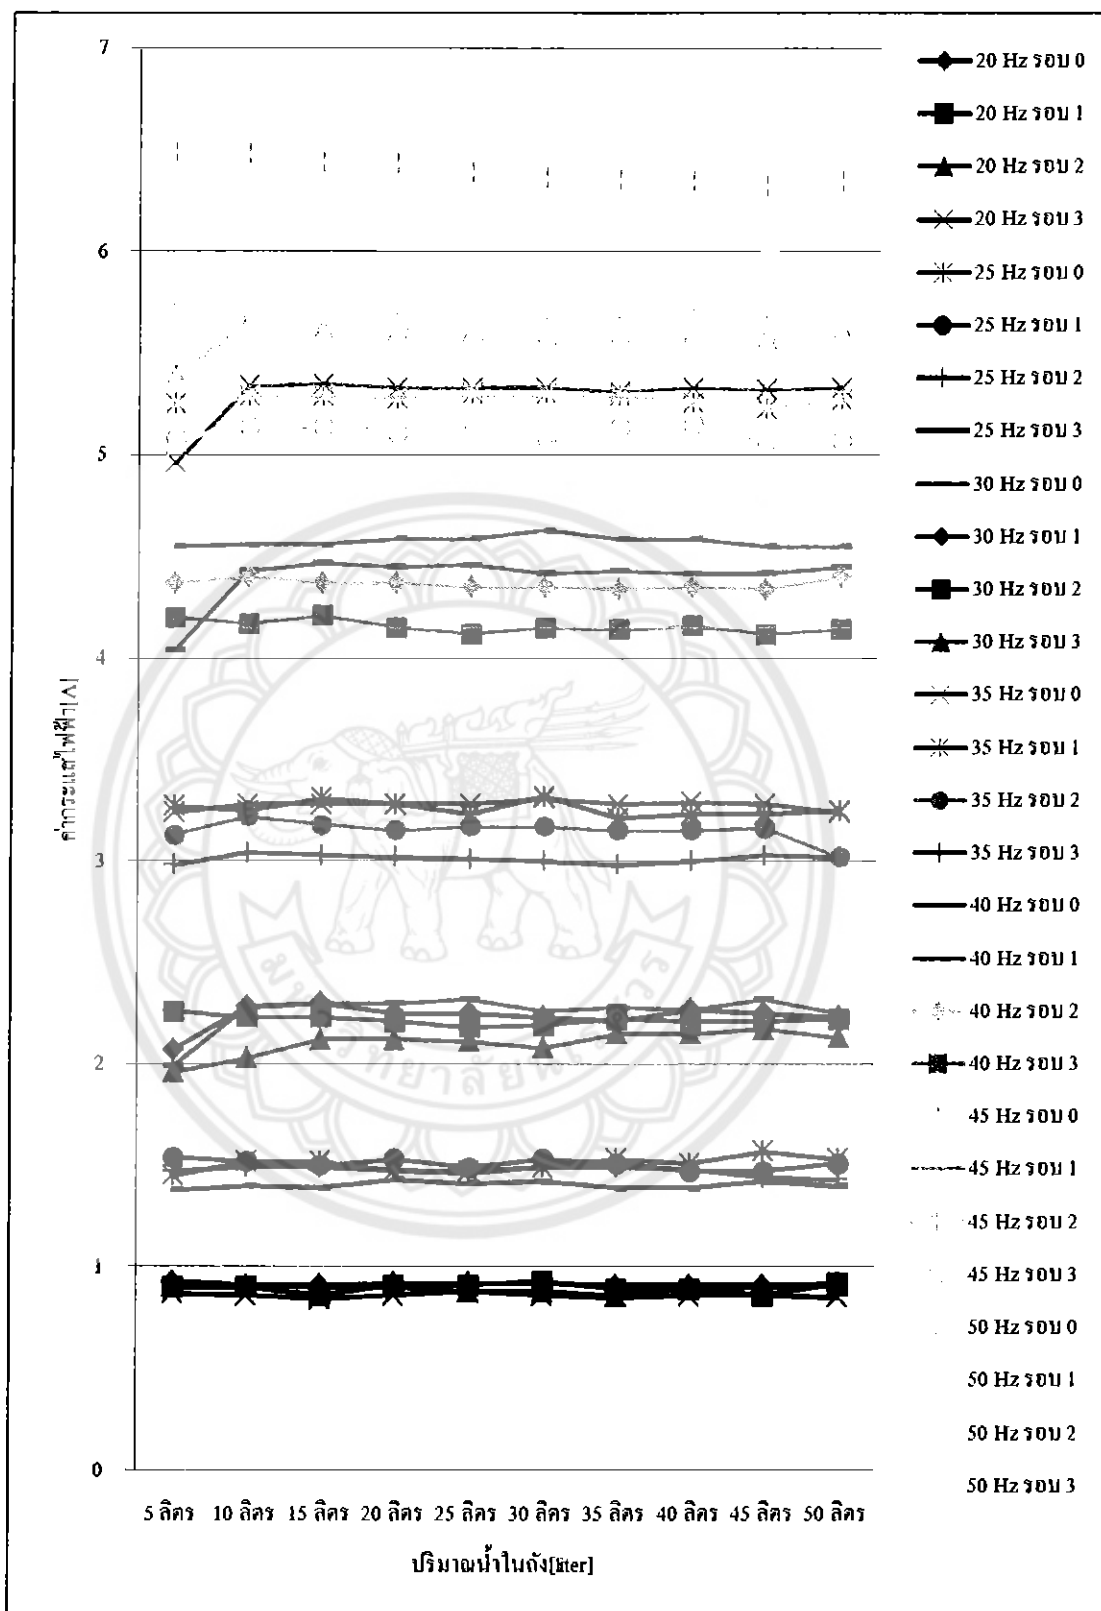 7
6
5
4
3
2
1
0
ค่ากระแสไฟฟ้า[A]
5 ลิตร 10 ลิตร 15 ลิตร 20 ลิตร 25 ลิตร 30 ลิตร 35 ลิตร 40 ลิตร 45 ลิตร 50 ลิตร
ปริมาณน้ำในถัง[liter]
20 Hz รอบ 0
20 Hz รอบ 1
20 Hz รอบ 2
20 Hz รอบ 3
25 Hz รอบ 0
25 Hz รอบ 1
25 Hz รอบ 2
25 Hz รอบ 3
30 Hz รอบ 0
30 Hz รอบ 1
30 Hz รอบ 2
30 Hz รอบ 3
35 Hz รอบ 0
35 Hz รอบ 1
35 Hz รอบ 2
35 Hz รอบ 3
40 Hz รอบ 0
40 Hz รอบ 1
40 Hz รอบ 2
40 Hz รอบ 3
45 Hz รอบ 0
45 Hz รอบ 1
45 Hz รอบ 2
45 Hz รอบ 3
50 Hz รอบ 0
50 Hz รอบ 1
50 Hz รอบ 2
50 Hz รอบ 3